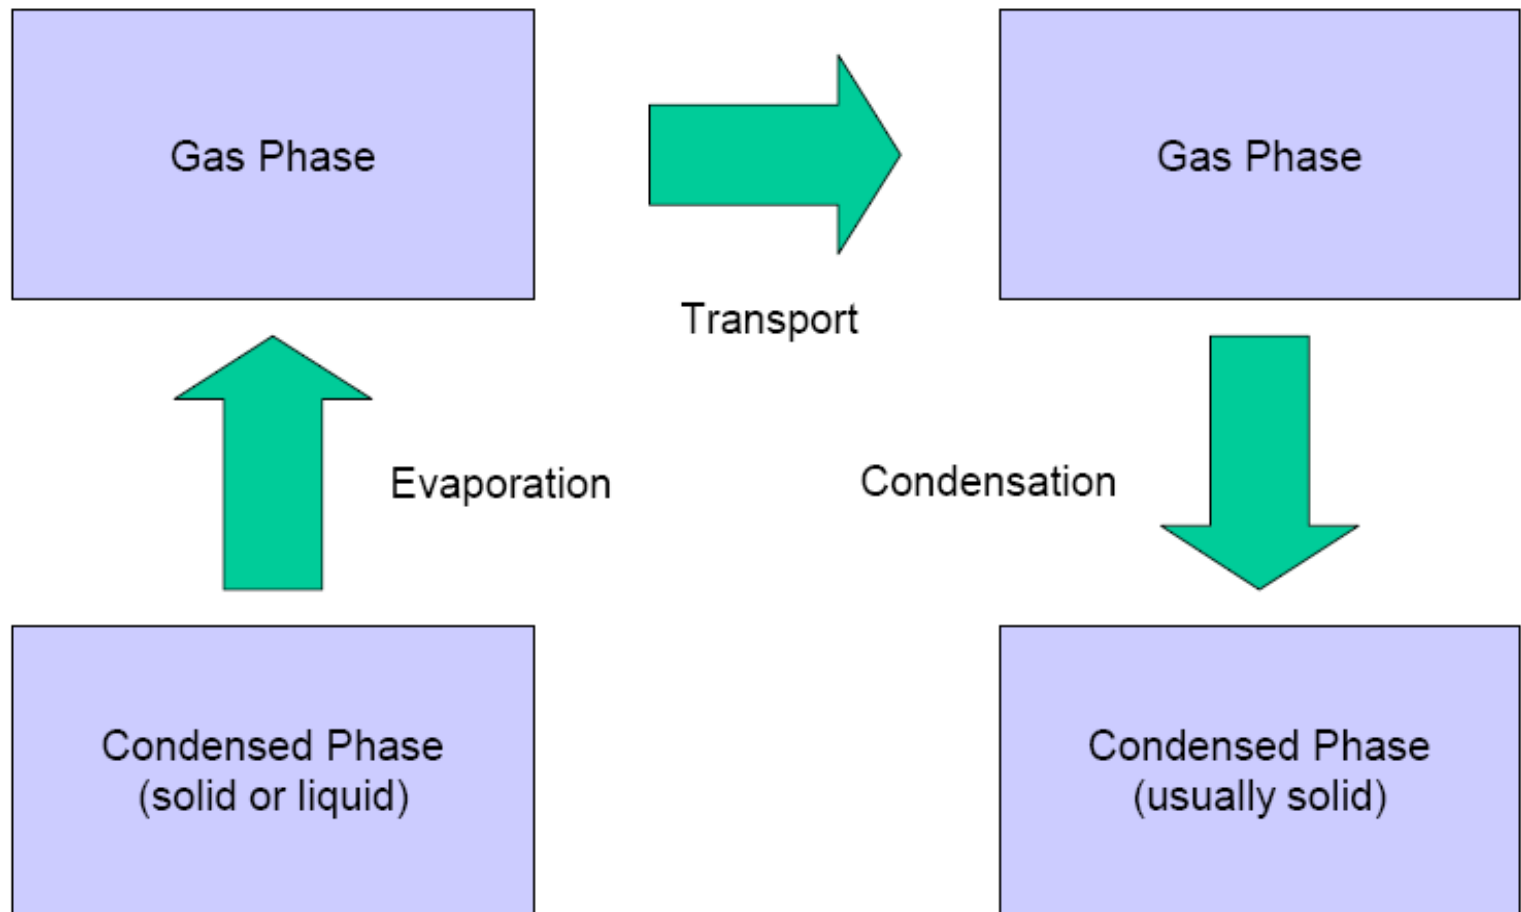 Gas Phase
Gas Phase
Transport
Evaporation
Condensation
Condensed Phase
(solid or liquid)
Condensed Phase
(usually solid)